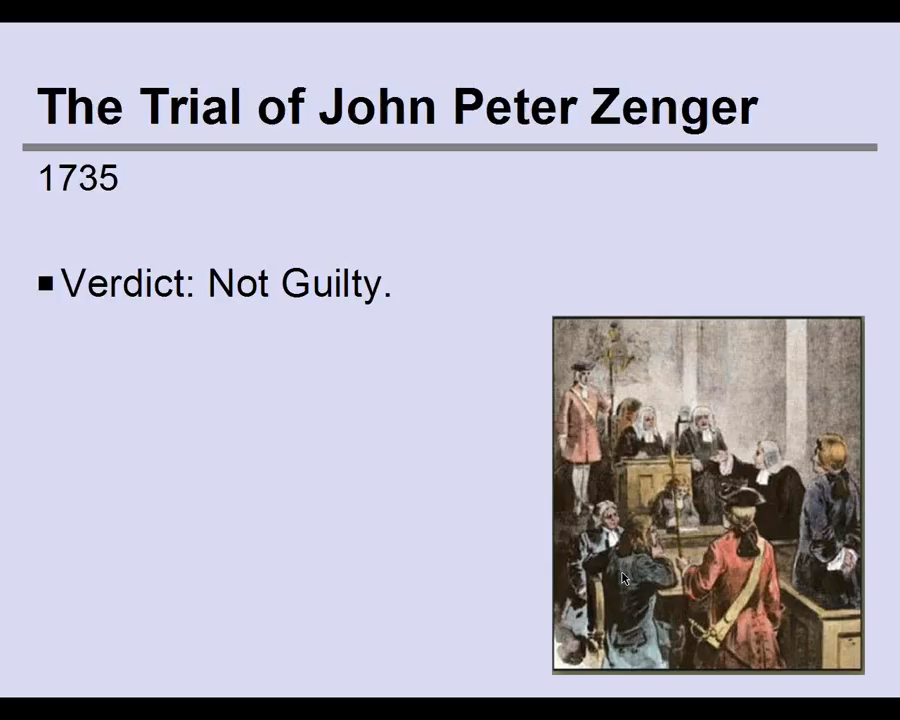 The Trial of John Peter Zenger
1735
■ Verdict: Not Guilty.